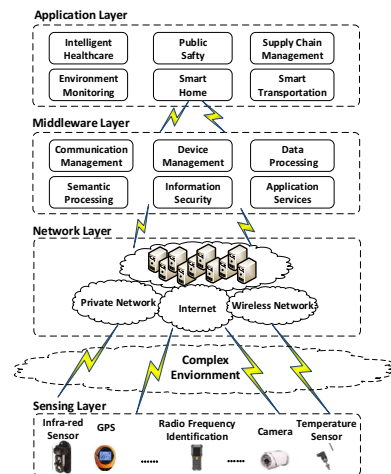 Application Layer
Intelligent
Healthcare
Public
Safty
Supply Chain
Management
Environment
Monitoring
Smart
Home
Smart
Transportation
Middleware Layer
Communication
Management
Device
Management
Data
Processing
Semantic
Processing
Information
Security
Application
Services
Network Layer
Private Network
Internet
Wireless Network
Complex
Enviornment
Sensing Layer
Infra-red
Sensor
GPS
......
Radio Frequency
Identification
......
Camera
Temperature
Sensor